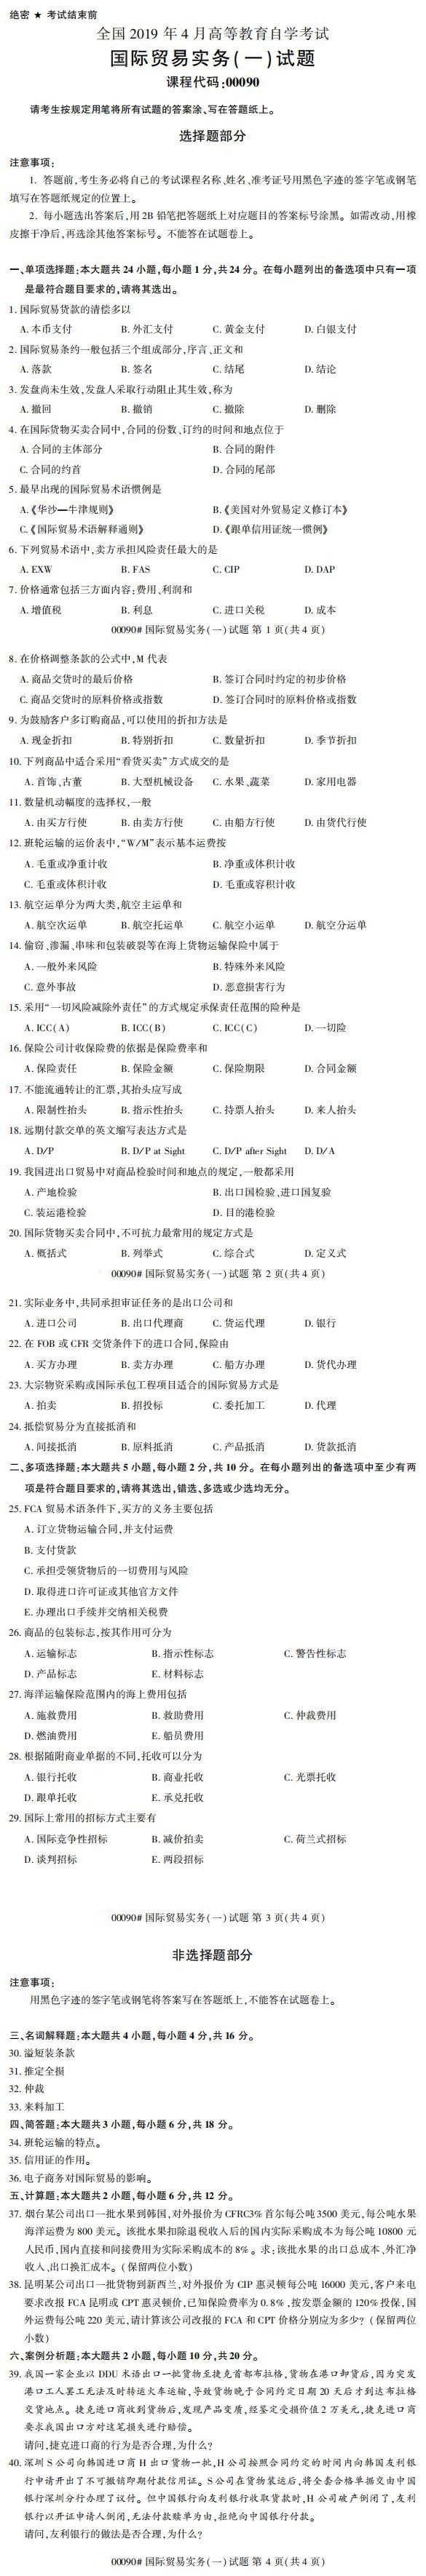 绝密 ★ 考试结束前
全国 2019 年 4 月高等教育自学考试
国际贸易实务(一)试题
课程代码:00090
请考生按规定用笔将所有试题的答案涂、写在答题纸上。
选择题部分
注意事项:
1. 答题前,考生务必将自己的考试课程名称、姓名、准考证号用黑色字迹的签字笔或钢笔
填写在答题纸规定的位置上。
2. 每小题选出答案后,用 2B 铅笔把答题纸上对应题目的答案标号涂黑。如需改动,用橡
皮擦干净后,再选涂其他答案标号。不能答在试题卷上。
一、单项选择题:本大题共 24 小题,每小题 1 分,共 24 分。在每小题列出的备选项中只有一项
是最符合题目要求的,请将其选出。
1. 国际贸易货款的清偿多以
A. 本币支付 B. 外汇支付 C. 黄金支付 D. 白银支付
2. 国际贸易条约一般包括三个组成部分,序言、正文和
A. 落款 B. 签名 C. 结尾 D. 结论
3. 发盘尚未生效,发盘人采取行动阻止其生效,称为
A. 撤回 B. 撤销 C. 撤除 D. 删除
4. 在国际货物买卖合同中,合同的份数、订约的时间和地点位于
A. 合同的主体部分 B. 合同的附件
C. 合同的约首 D. 合同的尾部
5. 最早出现的国际贸易术语惯例是
A.《华沙—牛津规则》 B.《美国对外贸易定义修订本》
C.《国际贸易术语解释通则》 D.《跟单信用证统一惯例》
6. 下列贸易术语中,卖方承担风险责任最大的是
A. EXW B. FAS C. CIP D. DAP
7. 价格通常包括三方面内容:费用、利润和
A. 增值税 B. 利息 C. 进口关税 D. 成本
00090# 国际贸易实务(一)试题 第 1 页(共 4 页)
8. 在价格调整条款的公式中,M 代表
A. 商品交货时的最后价格 B. 签订合同时约定的初步价格
C. 商品交货时的原料价格或指数 D. 签订合同时的原料价格或指数
9. 为鼓励客户多订购商品,可以使用的折扣方法是
A. 现金折扣 B. 特别折扣 C. 数量折扣 D. 季节折扣
10. 下列商品中适合采用“看货买卖”方式成交的是
A. 首饰、古董 B. 大型机械设备 C. 水果、蔬菜 D. 家用电器
11. 数量机动幅度的选择权,一般
A. 由买方行使 B. 由卖方行使 C. 由船方行使 D. 由货代行使
12. 班轮运输的运价表中,“W/M”表示基本运费按
A. 毛重或净重计收 B. 净重或体积计收
C. 毛重或体积计收 D. 毛重或容积计收
13. 航空运单分为两大类,航空主运单和
A. 航空次运单 B. 航空托运单 C. 航空小运单 D. 航空分运单
14. 偷窃、渗漏、串味和包装破裂等在海上货物运输保险中属于
A. 一般外来风险 B. 特殊外来风险
C. 意外事故 D. 恶意损害行为
15. 采用“一切风险减除外责任”的方式规定承保责任范围的险种是
A. ICC(A) B. ICC(B) C. ICC(C) D. 一切险
16. 保险公司计收保险费的依据是保险费率和
A. 保险责任 B. 保险金额 C. 保险期限 D. 合同金额
17. 不能流通转让的汇票,其抬头应写成
A. 限制性抬头 B. 指示性抬头 C. 持票人抬头 D. 来人抬头
18. 远期付款交单的英文缩写表达方式是
A. D/P B. D/P at Sight C. D/P after Sight D. D/A
19. 我国进出口贸易中对商品检验时间和地点的规定,一般都采用
A. 产地检验 B. 出口国检验、进口国复验
C. 装运港检验 D. 目的港检验
20. 国际货物买卖合同中,不可抗力最常用的规定方式是
A. 概括式 B. 列举式 C. 综合式 D. 定义式
00090# 国际贸易实务(一)试题 第 2 页(共 4 页)
21. 实际业务中,共同承担审证任务的是出口公司和
A. 进口公司 B. 出口代理商 C. 货运代理 D. 银行
22. 在 FOB 或 CFR 交货条件下的进口合同,保险由
A. 买方办理 B. 卖方办理 C. 船方办理 D. 货代办理
23. 大宗物资采购或国际承包工程项目适合的国际贸易方式是
A. 拍卖 B. 招投标 C. 委托加工 D. 代理
24. 抵偿贸易分为直接抵消和
A. 间接抵消 B. 原料抵消 C. 产品抵消 D. 货款抵消
二、多项选择题:本大题共 5 小题,每小题 2 分,共 10 分。在每小题列出的备选项中至少有两
项是符合题目要求的,请将其选出,错选、多选或少选均无分。
25. FCA 贸易术语条件下,买方的义务主要包括
A. 订立货物运输合同,并支付运费
B. 支付货款
C. 承担受领货物后的一切费用与风险
D. 取得进口许可证或其他官方文件
E. 办理出口手续并交纳相关税费
26. 商品的包装标志,按其作用可分为
A. 运输标志 B. 指示性标志 C. 警告性标志
D. 产品标志 E. 材料标志
27. 海洋运输保险范围内的海上费用包括
A. 施救费用 B. 救助费用 C. 仲裁费用
D. 燃油费用 E. 船员费用
28. 根据随附商业单据的不同,托收可以分为
A. 银行托收 B. 商业托收 C. 光票托收
D. 跟单托收 E. 承兑托收
29. 国际上常用的招标方式主要有
A. 国际竞争性招标 B. 减价拍卖 C. 荷兰式招标
D. 谈判招标 E. 两段招标
00090# 国际贸易实务(一)试题 第 3 页(共 4 页)
非选择题部分
注意事项:
用黑色字迹的签字笔或钢笔将答案写在答题纸上,不能答在试题卷上。
三、名词解释题:本大题共 4 小题,每小题 4 分,共 16 分。
30. 溢短装条款
31. 推定全损
32. 仲裁
33. 来料加工
四、简答题:本大题共 3 小题,每小题 6 分,共 18 分。
34. 班轮运输的特点。
35. 信用证的作用。
36. 电子商务对国际贸易的影响。
五、计算题:本大题共 2 小题,每小题 6 分,共 12 分。
37. 烟台某公司出口一批水果到韩国,对外报价为 CFRC3% 首尔每公吨 3500 美元,每公吨水果
海洋运费为 800 美元。该批水果扣除退税收入后的国内实际采购成本为每公吨 10800 元
人民币,国内直接和间接费用为实际采购成本的 8%。求:该批水果的出口总成本、外汇净
收入、出口换汇成本。(保留两位小数)
38. 昆明某公司出口一批货物到新西兰,对外报价为 CIP 惠灵顿每公吨 16000 美元,客户来电
要求改报 FCA 昆明或 CPT 惠灵顿价,已知保险费率为 0.8%,按发票金额的 120% 投保,国
外运费每公吨 220 美元,请计算该公司改报的 FCA 和 CPT 价格分别应为多少?(保留两位
小数)
六、案例分析题:本大题共 2 小题,每小题 10 分,共 20 分。
39. 我国一家企业以 DDU 术语出口一批货物至捷克首都布拉格,货物在港口卸货后,因为突发
港口工人罢工无法及时转运火车运输,导致货物晚于合同约定日期 20 天后才到达布拉格
交货地点。捷克进口商收到货物后,发现产品变质,经鉴定受损价值 2 万美元,捷克进口商
要求我国出口方对这笔损失进行赔偿。
请问,捷克进口商的行为是否合理,为什么?
40. 深圳 S 公司向韩国进口商 H 出口货物一批,H 公司按照合同约定的时间内向韩国友利银
行申请开出了不可撤销即期付款信用证。S 公司在货物装运后,将全套合格单据交由中国
银行深圳分行办理了议付。但中国银行向友利银行收取货款时,H 公司破产倒闭了,友利
银行以开证申请人倒闭,无法付款赎单为由,拒绝向中国银行付款。
请问,友利银行的做法是否合理,为什么?
00090# 国际贸易实务(一)试题 第 4 页(共 4 页)